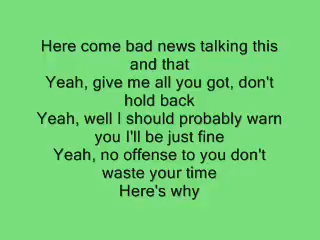 Here come bad news talking this
and that
Yeah, give me all you got, don't
hold back
Yeah, well I should probably warn
you I'll be just fine
Yeah, no offense to you don't
waste your time
Here's why